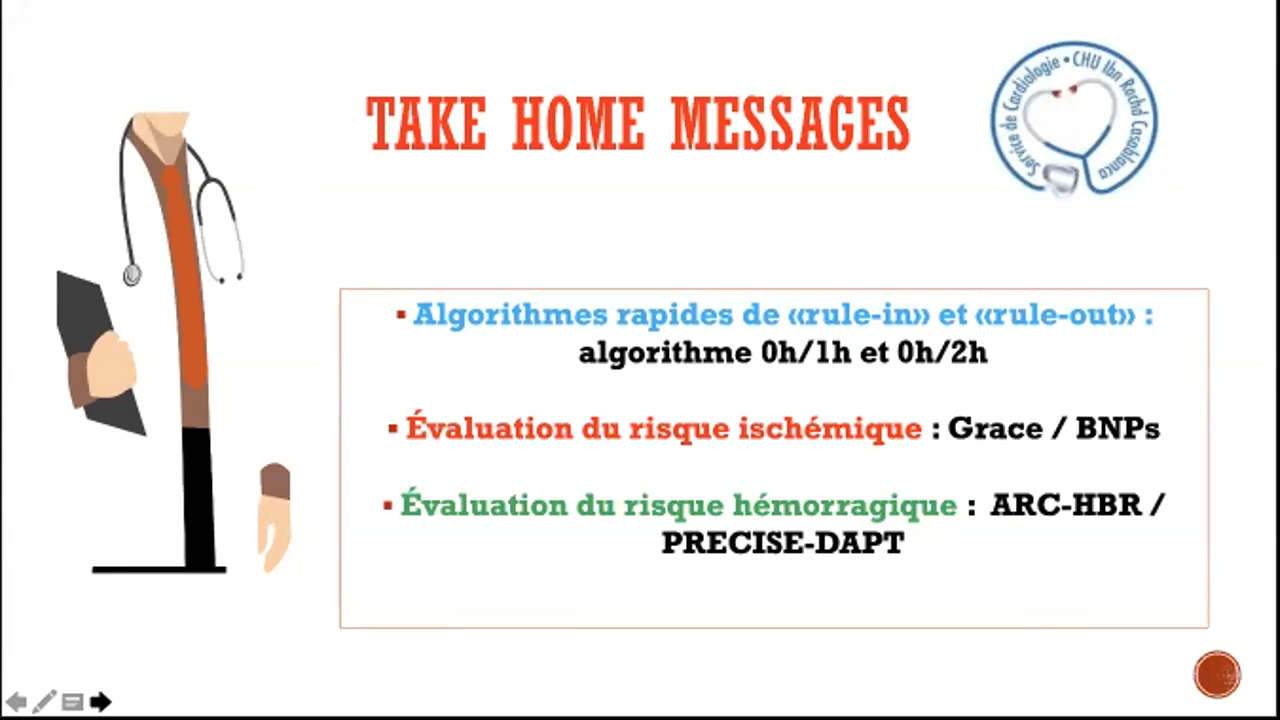 TAKE HOME MESSAGES
Service de Cardiologie • CHU Ibn Rochd Casablanca
▪ Algorithmes rapides de «rule-in» et «rule-out» :
algorithme 0h/1h et 0h/2h
▪ Évaluation du risque ischémique : Grace / BNPs
▪ Évaluation du risque hémorragique : ARC-HBR /
PRECISE-DAPT